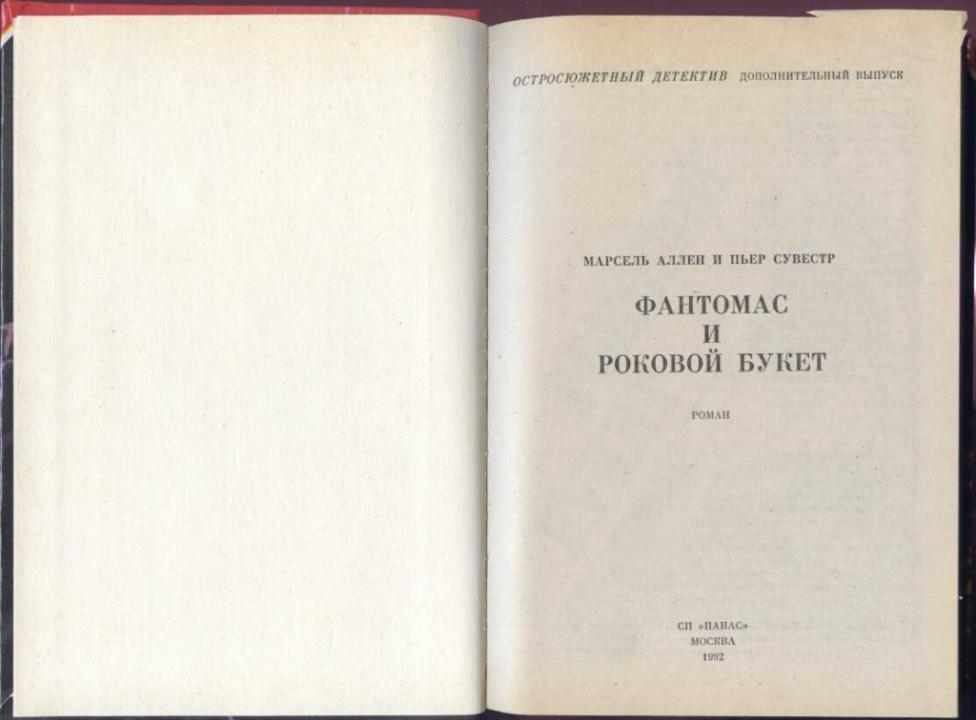 ОСТРОСЮЖЕТНЫЙ ДЕТЕКТИВ ДОПОЛНИТЕЛЬНЫЙ ВЫПУСК
МАРСЕЛЬ АЛЛЕН И ПЬЕР СУВЕСТР
ФАНТОМАС
И
РОКОВОЙ БУКЕТ
РОМАН
СП «ПАНАС»
МОСКВА
1992